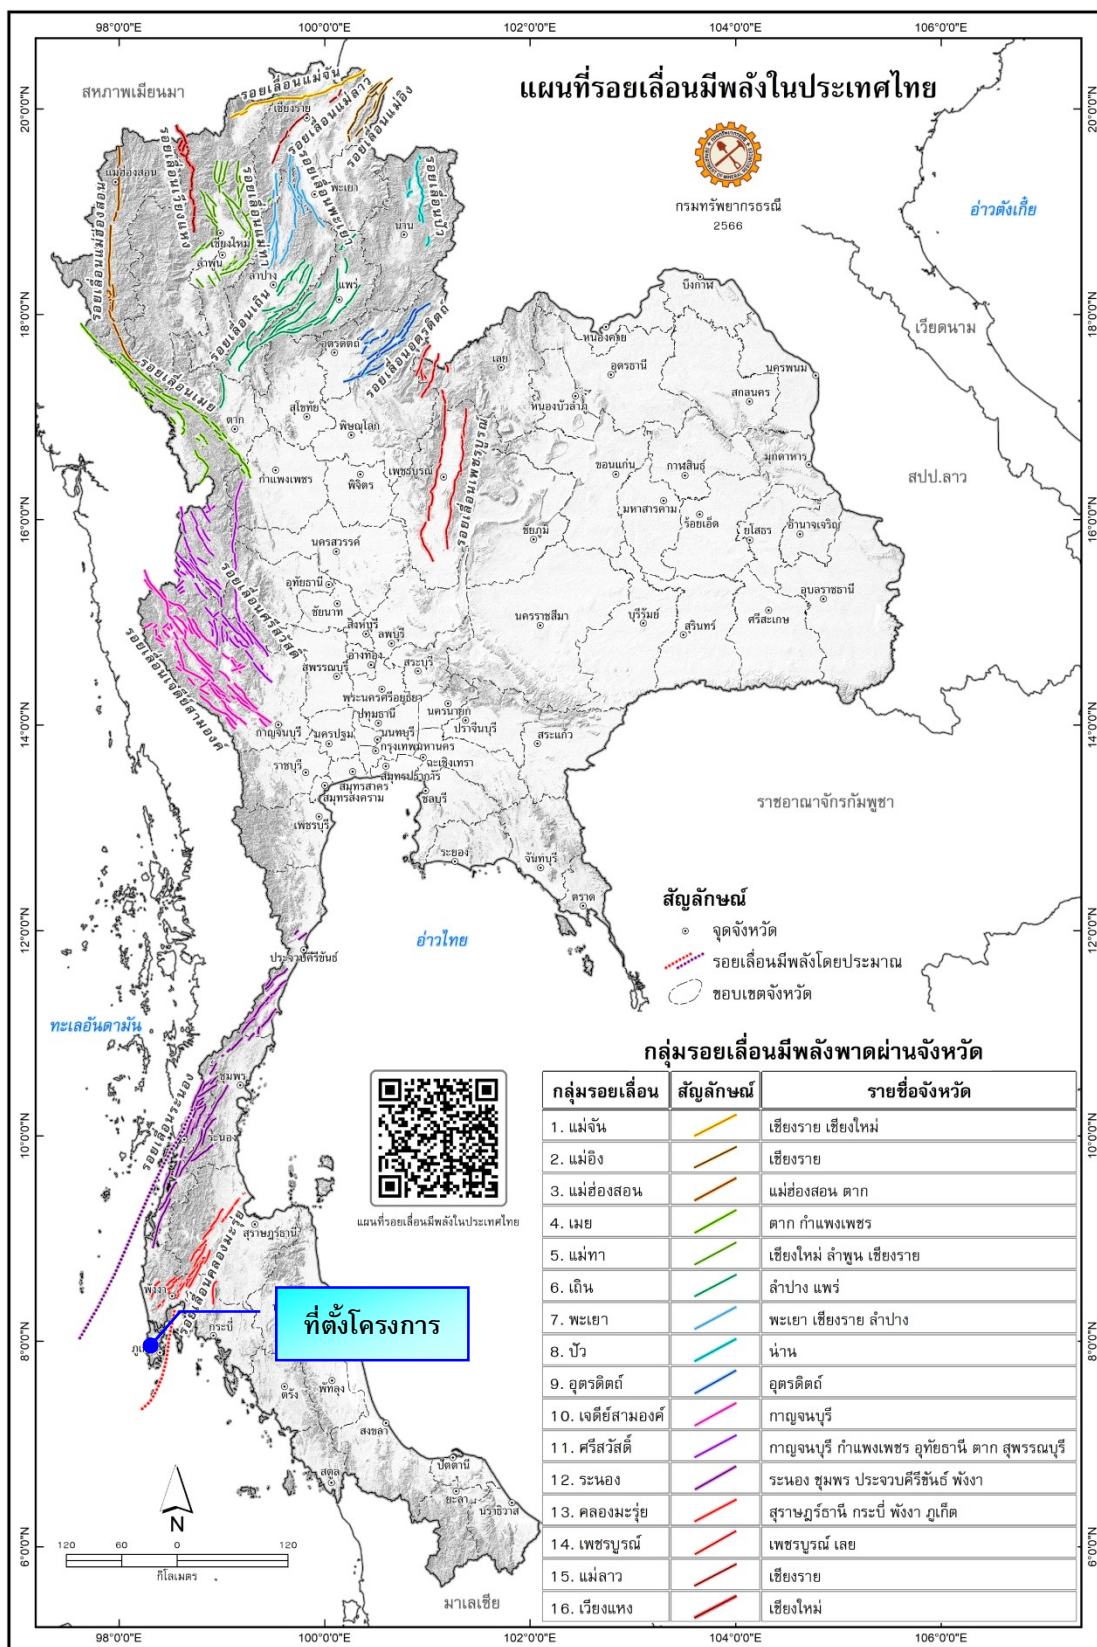 98°0'0"E 100°0'0"E 102°0'0"E 104°0'0"E 106°0'0"E
แผนที่รอยเลื่อนมีพลังในประเทศไทย
กรมทรัพยากรธรณี
2566
สหภาพเมียนมา
อ่าวตังเกี๋ย
เวียดนาม
สปป.ลาว
ราชอาณาจักรกัมพูชา
อ่าวไทย
ทะเลอันดามัน
มาเลเซีย
20°0'0"N 20°0'0"N
18°0'0"N 18°0'0"N
16°0'0"N 16°0'0"N
14°0'0"N 14°0'0"N
12°0'0"N 12°0'0"N
10°0'0"N 10°0'0"N
8°0'0"N 8°0'0"N
6°0'0"N 6°0'0"N
รอยเลื่อนแม่จัน
รอยเลื่อนแม่ลาว
รอยเลื่อนแม่อิง
รอยเลื่อนเวียงแหง
รอยเลื่อนแม่ฮ่องสอน
รอยเลื่อนแม่ทา
รอยเลื่อนพะเยา
รอยเลื่อนปัว
รอยเลื่อนเถิน
รอยเลื่อนอุตรดิตถ์
รอยเลื่อนเมย
รอยเลื่อนเพชรบูรณ์
รอยเลื่อนศรีสวัสดิ์
รอยเลื่อนเจดีย์สามองค์
รอยเลื่อนระนอง
รอยเลื่อนคลองมะรุ่ย
เชียงราย
แม่ฮ่องสอน
พะเยา
น่าน
เชียงใหม่
ลำพูน
ลำปาง
แพร่
อุตรดิตถ์
บึงกาฬ
หนองคาย
เลย
อุดรธานี
นครพนม
สกลนคร
หนองบัวลำภู
สุโขทัย
ตาก
พิษณุโลก
มุกดาหาร
กำแพงเพชร
พิจิตร
เพชรบูรณ์
ขอนแก่น
กาฬสินธุ์
มหาสารคาม
ร้อยเอ็ด
ยโสธร
อำนาจเจริญ
ชัยภูมิ
นครสวรรค์
อุทัยธานี
ชัยนาท
นครราชสีมา
บุรีรัมย์
สุรินทร์
ศรีสะเกษ
อุบลราชธานี
สิงห์บุรี
ลพบุรี
อ่างทอง
สุพรรณบุรี
สระบุรี
พระนครศรีอยุธยา
นครนายก
ปทุมธานี
ปราจีนบุรี
กาญจนบุรี
นครปฐม
นนทบุรี
กรุงเทพมหานคร
สระแก้ว
ฉะเชิงเทรา
ราชบุรี
สมุทรปราการ
สมุทรสาคร
สมุทรสงคราม
ชลบุรี
เพชรบุรี
ระยอง
จันทบุรี
ตราด
ประจวบคีรีขันธ์
ชุมพร
ระนอง
สุราษฎร์ธานี
พังงา
กระบี่
ตรัง
พัทลุง
สงขลา
สตูล
ปัตตานี
ยะลา
นราธิวาส
ที่ตั้งโครงการ
แผนที่รอยเลื่อนมีพลังในประเทศไทย
สัญลักษณ์
จุดจังหวัด
รอยเลื่อนมีพลังโดยประมาณ
ขอบเขตจังหวัด
กลุ่มรอยเลื่อนมีพลังพาดผ่านจังหวัด
กลุ่มรอยเลื่อน สัญลักษณ์ รายชื่อจังหวัด
1. แม่จัน เชียงราย เชียงใหม่
2. แม่อิง เชียงราย
3. แม่ฮ่องสอน แม่ฮ่องสอน ตาก
4. เมย ตาก กำแพงเพชร
5. แม่ทา เชียงใหม่ ลำพูน เชียงราย
6. เถิน ลำปาง แพร่
7. พะเยา พะเยา เชียงราย ลำปาง
8. ปัว น่าน
9. อุตรดิตถ์ อุตรดิตถ์
10. เจดีย์สามองค์ กาญจนบุรี
11. ศรีสวัสดิ์ กาญจนบุรี กำแพงเพชร อุทัยธานี ตาก สุพรรณบุรี
12. ระนอง ระนอง ชุมพร ประจวบคีรีขันธ์ พังงา
13. คลองมะรุ่ย สุราษฎร์ธานี กระบี่ พังงา ภูเก็ต
14. เพชรบูรณ์ เพชรบูรณ์ เลย
15. แม่ลาว เชียงราย
16. เวียงแหง เชียงใหม่
N
120 60 0 120
กิโลเมตร
98°0'0"E 100°0'0"E 102°0'0"E 104°0'0"E 106°0'0"E